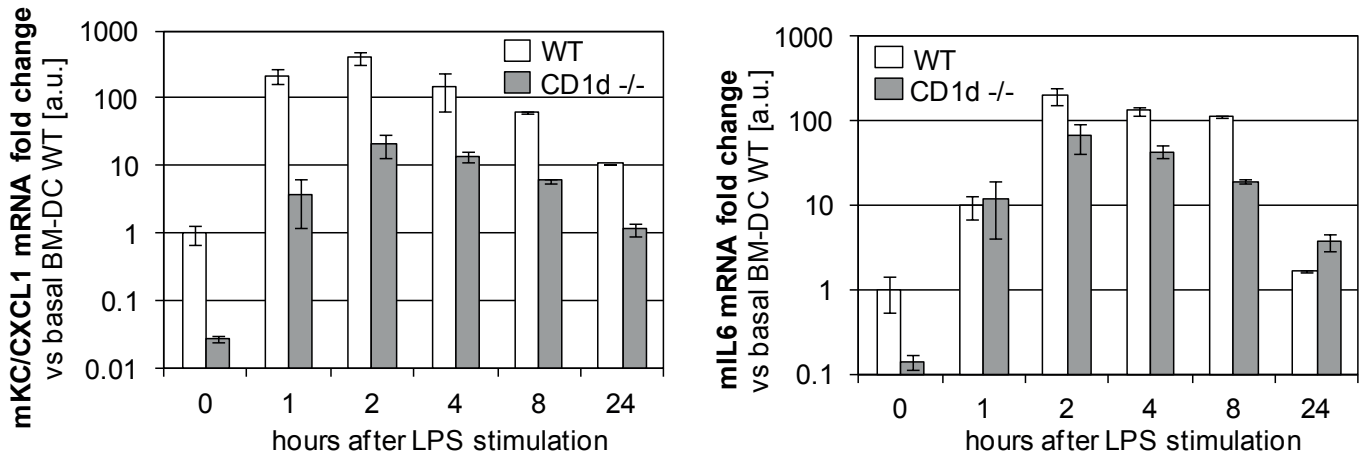 mKC/CXCL1 mRNA fold change
vs basal BM-DC WT [a.u.]
1000
100
10
1
0.1
0.01
WT
CD1d -/-
0 1 2 4 8 24
hours after LPS stimulation
mIL6 mRNA fold change
vs basal BM-DC WT [a.u.]
1000
100
10
1
0.1
WT
CD1d -/-
0 1 2 4 8 24
hours after LPS stimulation